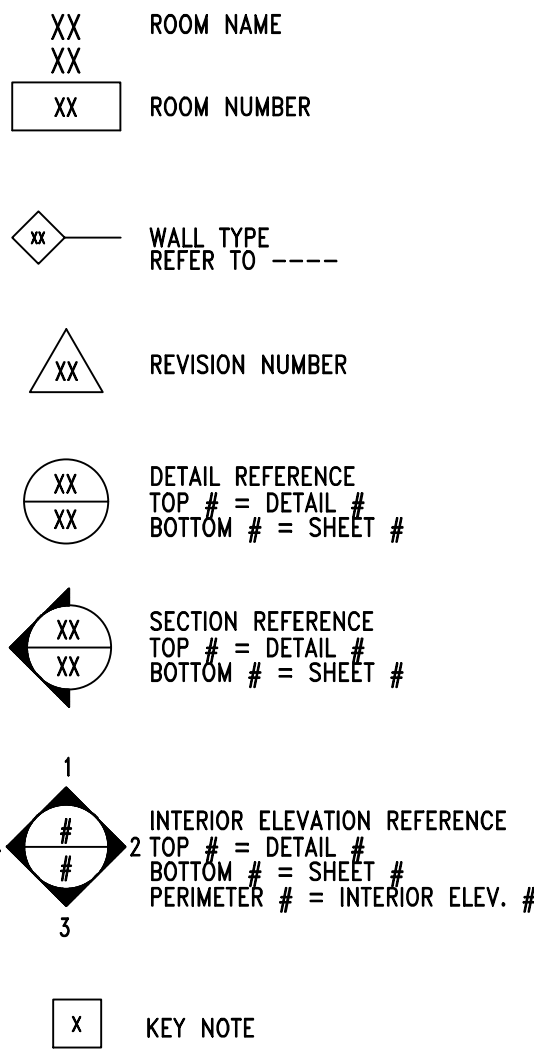 XX ROOM NAME
XX
XX ROOM NUMBER
XX WALL TYPE
REFER TO ----
XX REVISION NUMBER
XX DETAIL REFERENCE
TOP # = DETAIL #
XX BOTTOM # = SHEET #
XX SECTION REFERENCE
TOP # = DETAIL #
XX BOTTOM # = SHEET #
1
# INTERIOR ELEVATION REFERENCE
2 TOP # = DETAIL #
# BOTTOM # = SHEET #
PERIMETER # = INTERIOR ELEV. #
3
X KEY NOTE